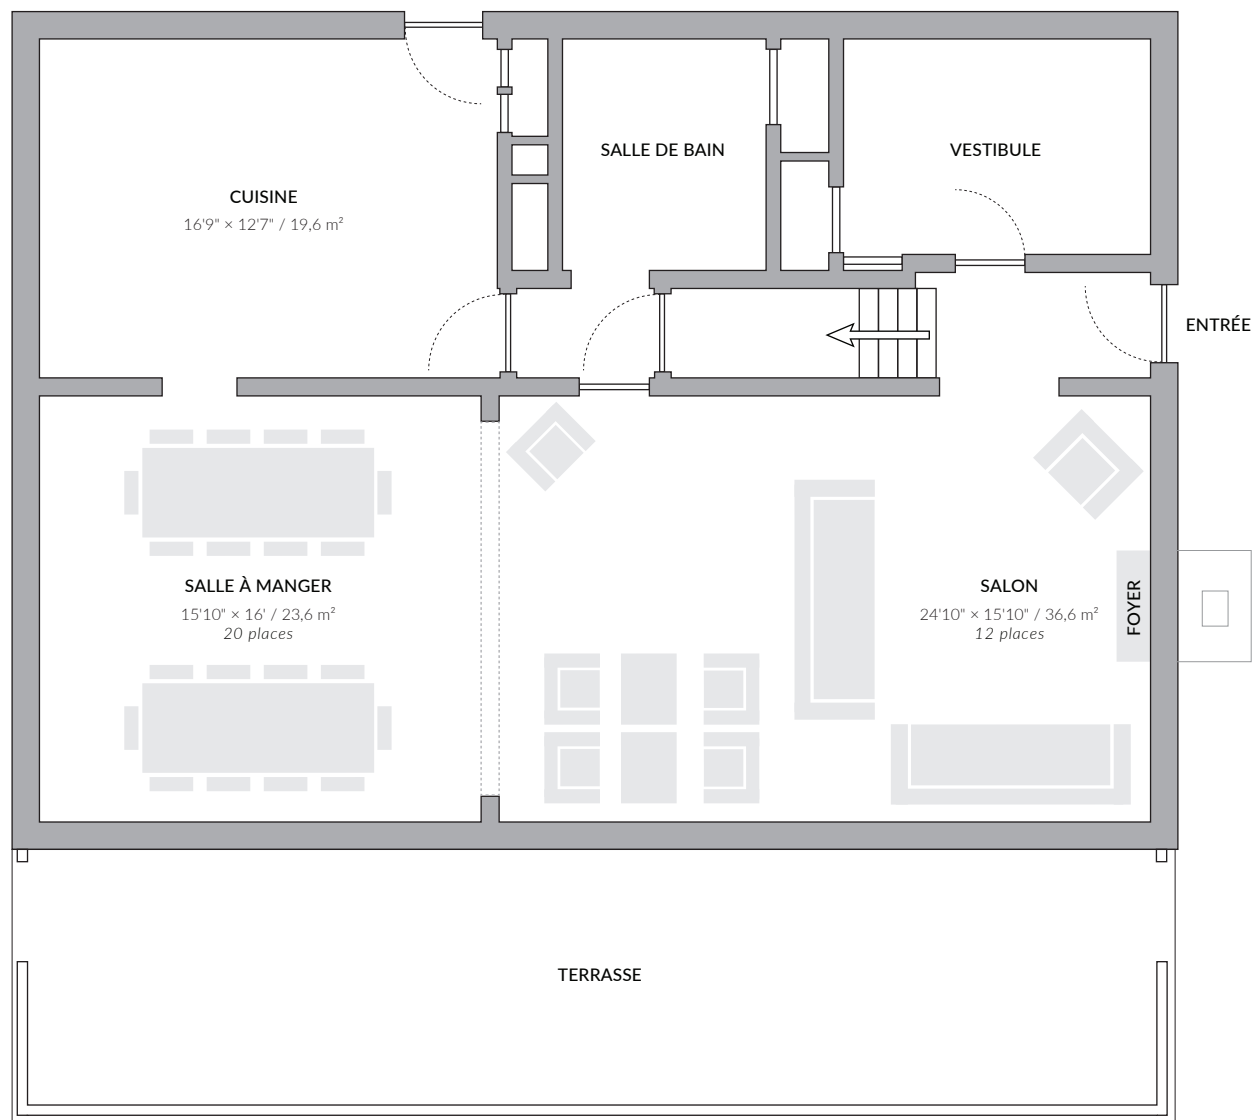 SALLE DE BAIN
VESTIBULE
CUISINE
16'9" × 12'7" / 19,6 m²
ENTRÉE
SALLE À MANGER
15'10" × 16' / 23,6 m²
20 places
SALON
24'10" × 15'10" / 36,6 m²
12 places
FOYER
TERRASSE